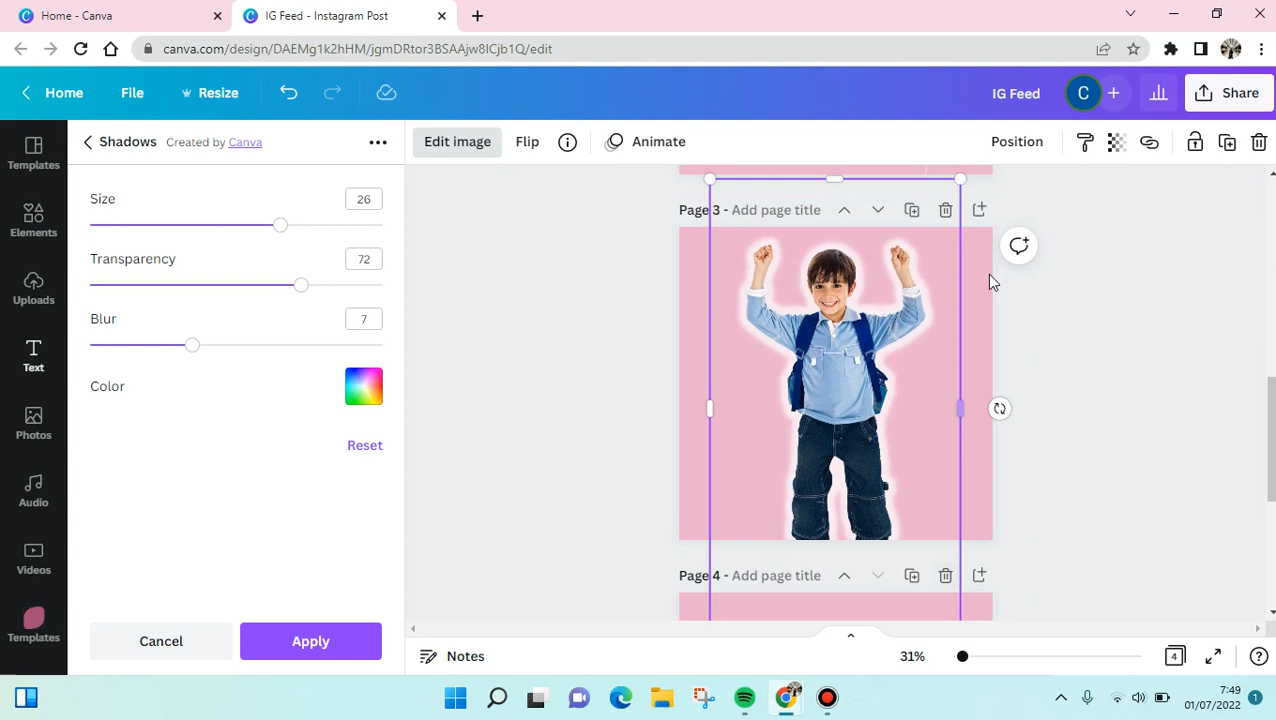 Home - Canva
IG Feed - Instagram Post
canva.com/design/DAEMg1k2hHM/jgmDRtor3BSAAjw8ICjb1Q/edit
Home
File
Resize
IG Feed
C
Share
Templates
Elements
Uploads
Text
Photos
Audio
Videos
Templates
Shadows
Created by Canva
Size
26
Transparency
72
Blur
7
Color
Reset
Cancel
Apply
Edit image
Flip
Animate
Position
Page 3 - Add page title
Page 4 - Add page title
Notes
31%
4
7:49
01/07/2022
1